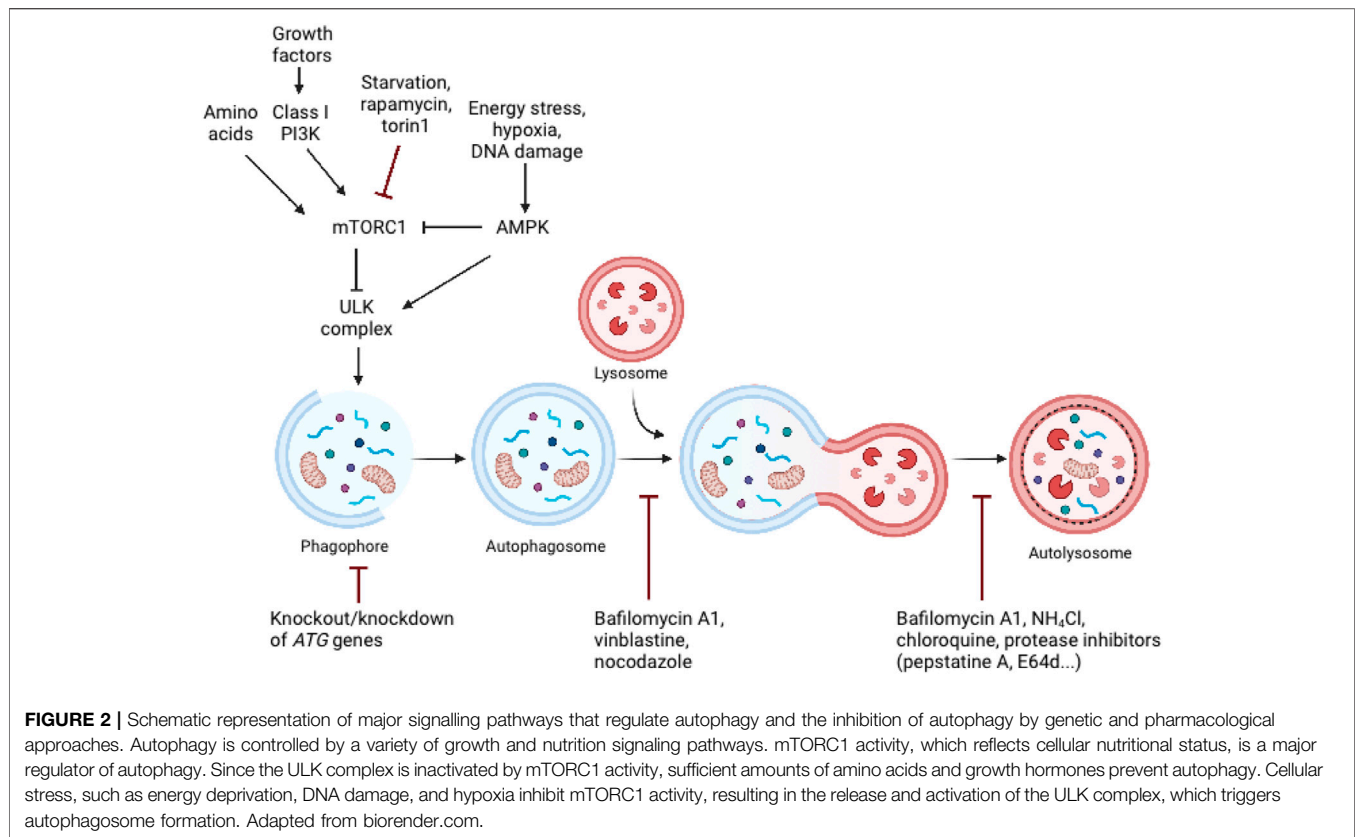 Growth
factors
Starvation,
rapamycin,
torin1
Energy stress,
hypoxia,
DNA damage
Amino
acids
Class I
PI3K
mTORC1
AMPK
ULK
complex
Lysosome
Phagophore
Autophagosome
Autolysosome
Knockout/knockdown
of ATG genes
Bafilomycin A1,
vinblastine,
nocodazole
Bafilomycin A1, NH₄Cl,
chloroquine, protease inhibitors
(pepstatine A, E64d...)
FIGURE 2 | Schematic representation of major signalling pathways that regulate autophagy and the inhibition of autophagy by genetic and pharmacological
approaches. Autophagy is controlled by a variety of growth and nutrition signaling pathways. mTORC1 activity, which reflects cellular nutritional status, is a major
regulator of autophagy. Since the ULK complex is inactivated by mTORC1 activity, sufficient amounts of amino acids and growth hormones prevent autophagy. Cellular
stress, such as energy deprivation, DNA damage, and hypoxia inhibit mTORC1 activity, resulting in the release and activation of the ULK complex, which triggers
autophagosome formation. Adapted from biorender.com.